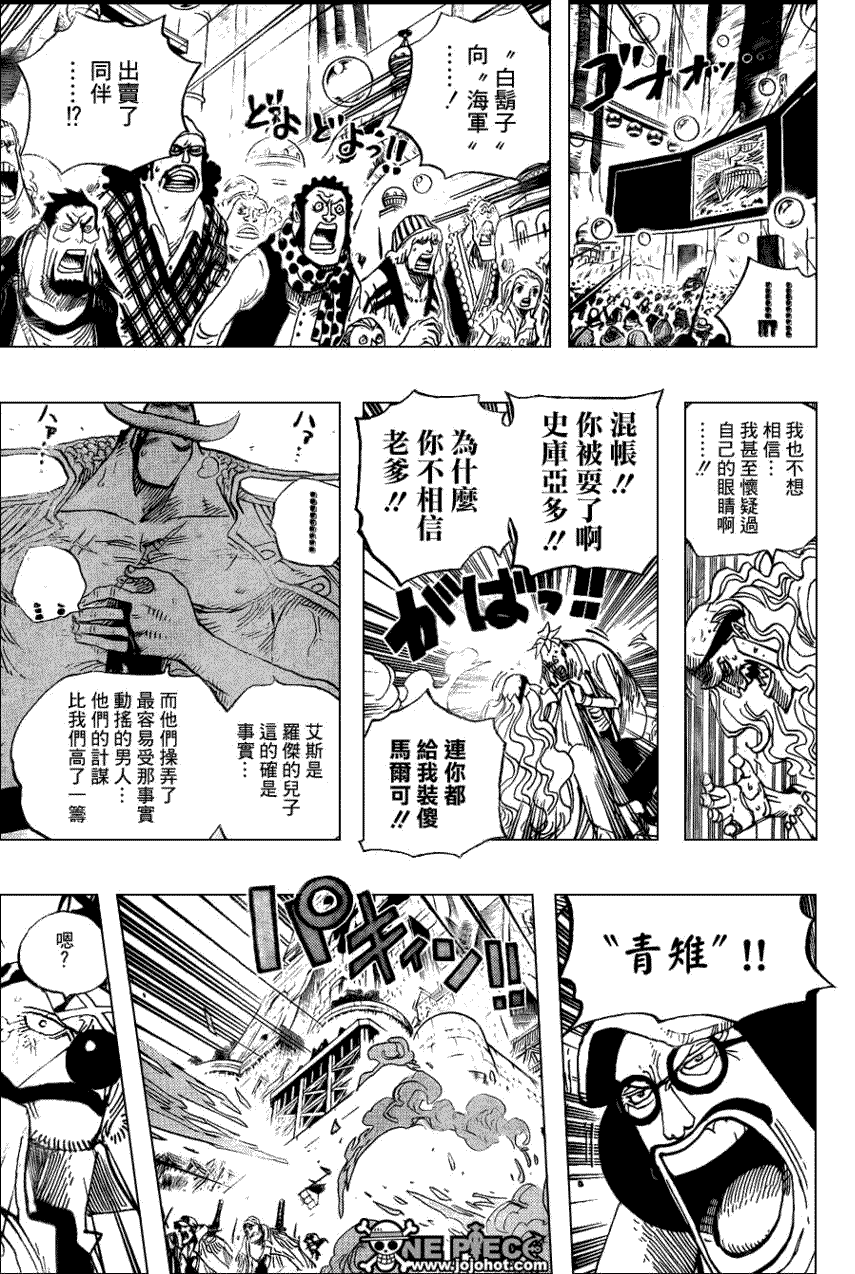 ゴオオオッ…
………!!!
〝白鬍子〞
向〝海軍〞
……！
どよどよっ!!
出賣了
同伴
……!?
我也不想
相信…
我甚至懷疑過
自己的眼睛啊
……!!
混帳!!
你被耍了啊
史庫亞多!!
為什麼
你不相信
老爹!!
がばっ!!
連你都
給我裝傻
馬爾可!!
ハァ…
ハァ…
艾斯是
羅傑的兒子
這的確是
事實…
而他們操弄了
最容易受那事實
動搖的男人…
他們的計謀
比我們高了一籌
〝青雉〞!!
パキィン!!
嗯?
ONE PIECE
www.jojohot.com